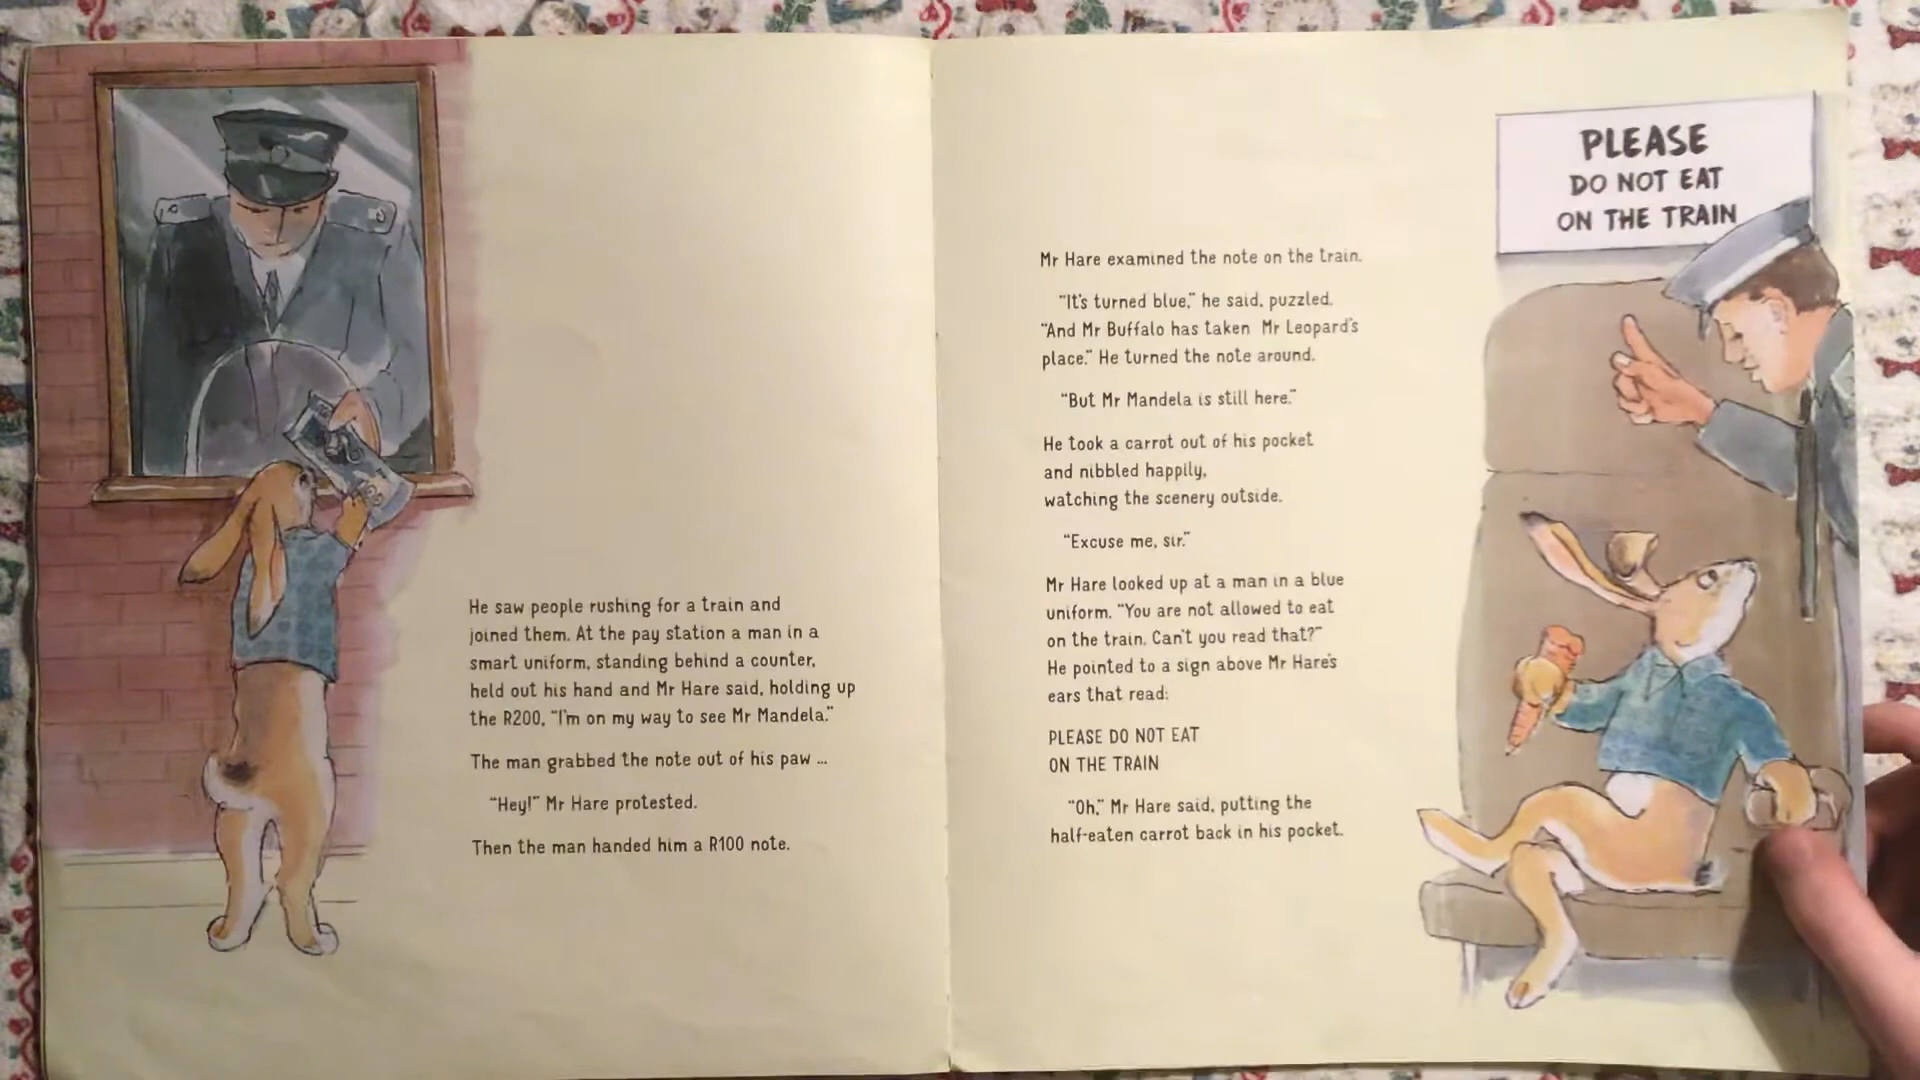 He saw people rushing for a train and
joined them. At the pay station a man in a
smart uniform, standing behind a counter,
held out his hand and Mr Hare said, holding up
the R200, “I’m on my way to see Mr Mandela.”
The man grabbed the note out of his paw ...
“Hey!” Mr Hare protested.
Then the man handed him a R100 note.
Mr Hare examined the note on the train.
“It’s turned blue,” he said, puzzled.
“And Mr Buffalo has taken Mr Leopard’s
place.” He turned the note around.
“But Mr Mandela is still here.”
He took a carrot out of his pocket
and nibbled happily,
watching the scenery outside.
“Excuse me, sir.”
Mr Hare looked up at a man in a blue
uniform. “You are not allowed to eat
on the train. Can’t you read that?”
He pointed to a sign above Mr Hare’s
ears that read:
PLEASE DO NOT EAT
ON THE TRAIN
“Oh,” Mr Hare said, putting the
half-eaten carrot back in his pocket.
PLEASE
DO NOT EAT
ON THE TRAIN